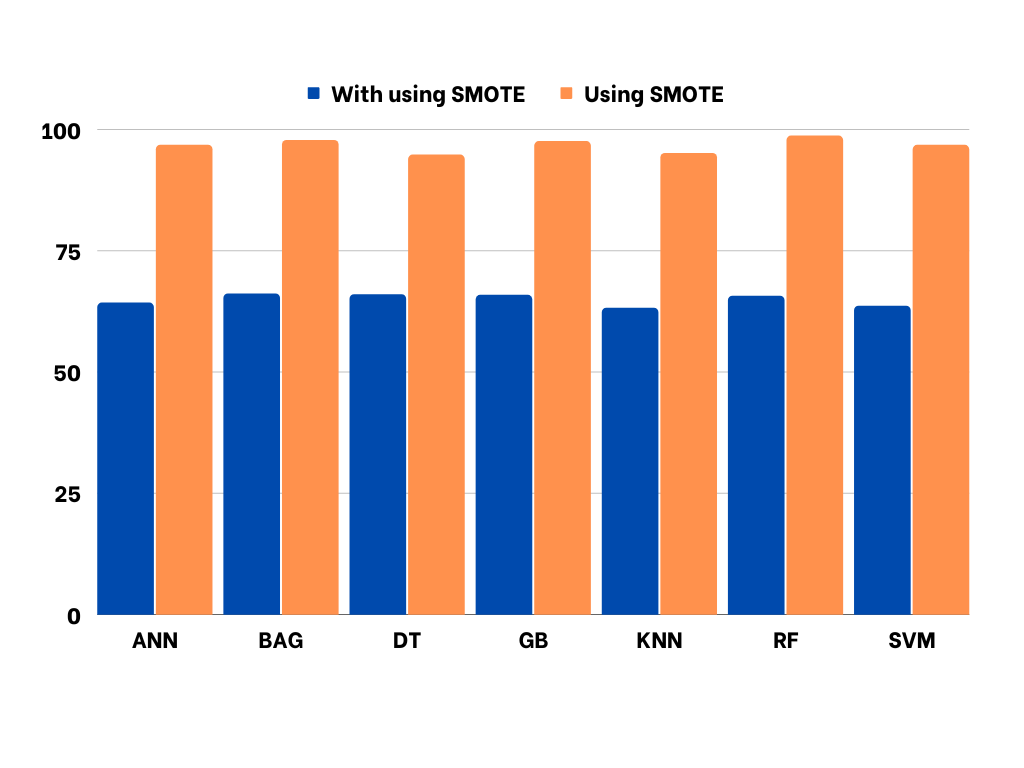 With using SMOTE Using SMOTE
100
75
50
25
0
ANN BAG DT GB KNN RF SVM